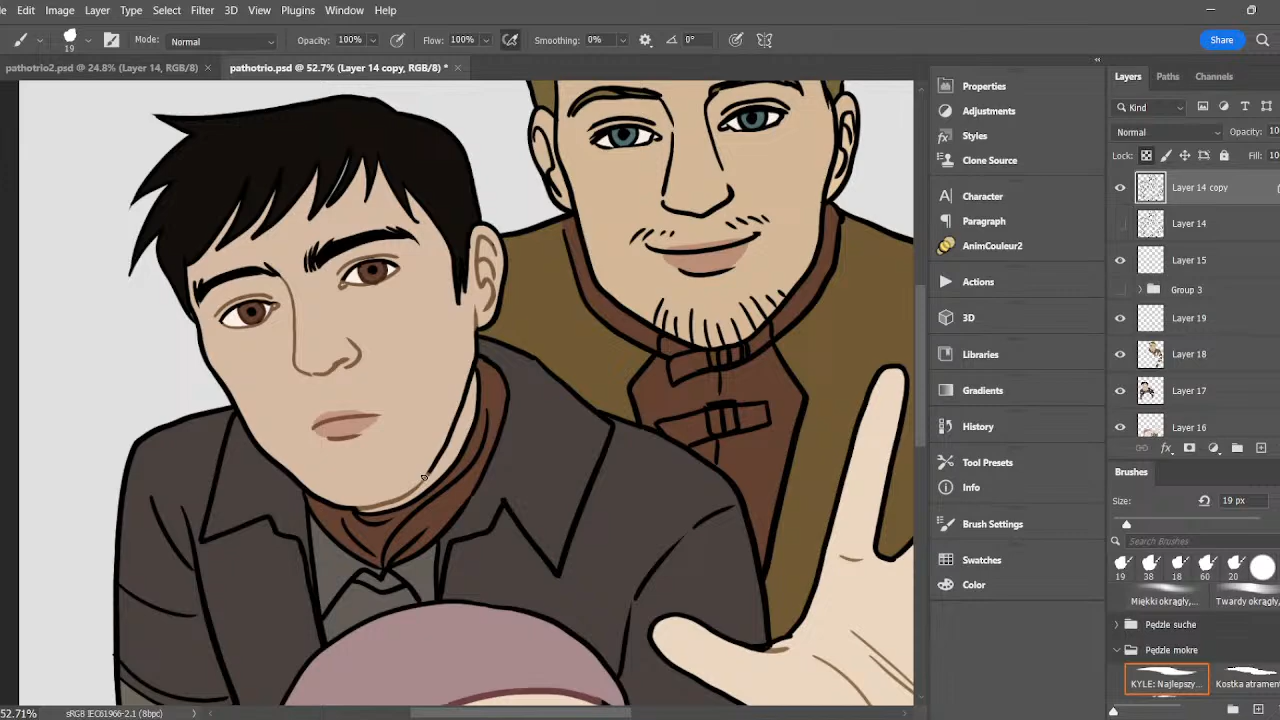 Edit Image Layer Type Select Filter 3D View Plugins Window Help
19 Mode: Normal Opacity: 100% Flow: 100% Smoothing: 0% 0° Share
pathotrio2.psd @ 24.8% (Layer 14, RGB/8) × pathotrio.psd @ 52.7% (Layer 14 copy, RGB/8) * ×
Properties
Adjustments
Styles
Clone Source
Character
Paragraph
AnimCouleur2
Actions
3D
Libraries
Gradients
History
Tool Presets
Info
Brush Settings
Swatches
Color
Layers Paths Channels
Kind
Normal Opacity:
Lock: Fill:
Layer 14 copy
Layer 14
Layer 15
Group 3
Layer 19
Layer 18
Layer 17
Layer 16
Brushes
Size: 19 px
Search Brushes
19 38 18 60 20
Miękki okrągły,... Twardy okrągły,
Pędzle suche
Pędzle mokre
KYLE: Najlepszy... Kostka atrament
52.71% sRGB IEC61966-2.1 (8bpc)